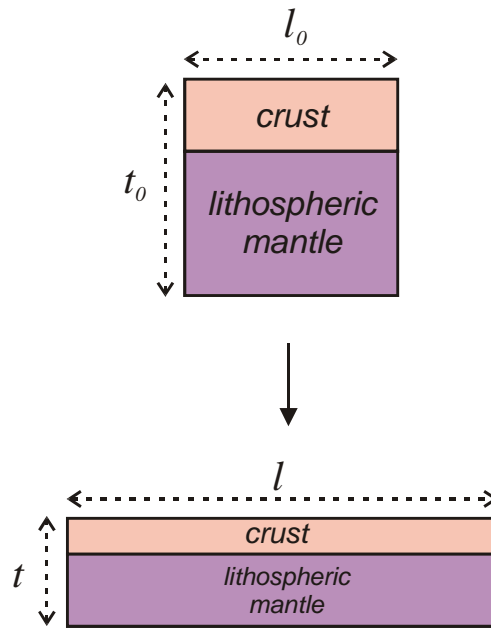 l₀
crust
t₀
lithospheric
mantle
l
crust
t
lithospheric
mantle